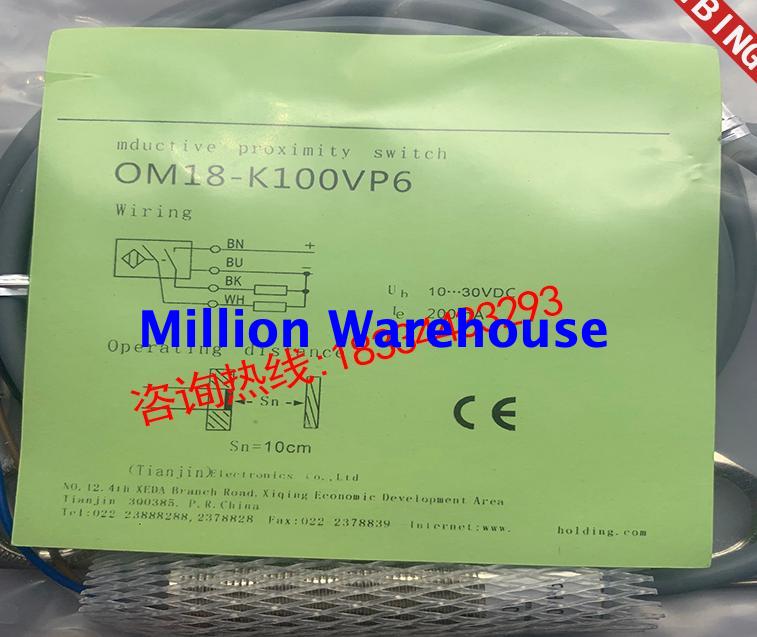 BING
mductive proximity switch
OM18-K100VP6
Wiring
BN +
BU -
BK
WH
Ub 10···30VDC
Ie
Million Warehouse
Operating distance
咨询热线:
Sn
Sn=10cm
(Tianjin)Electronics Co.,Ltd
NO.12.4th XEDA Branch Road,Xiqing Economic Development Area
Tianjin 300385. P.R.China
Tel:022-23888288,2378828 Fax:022-2378839 Internet:www. holding.com
CE